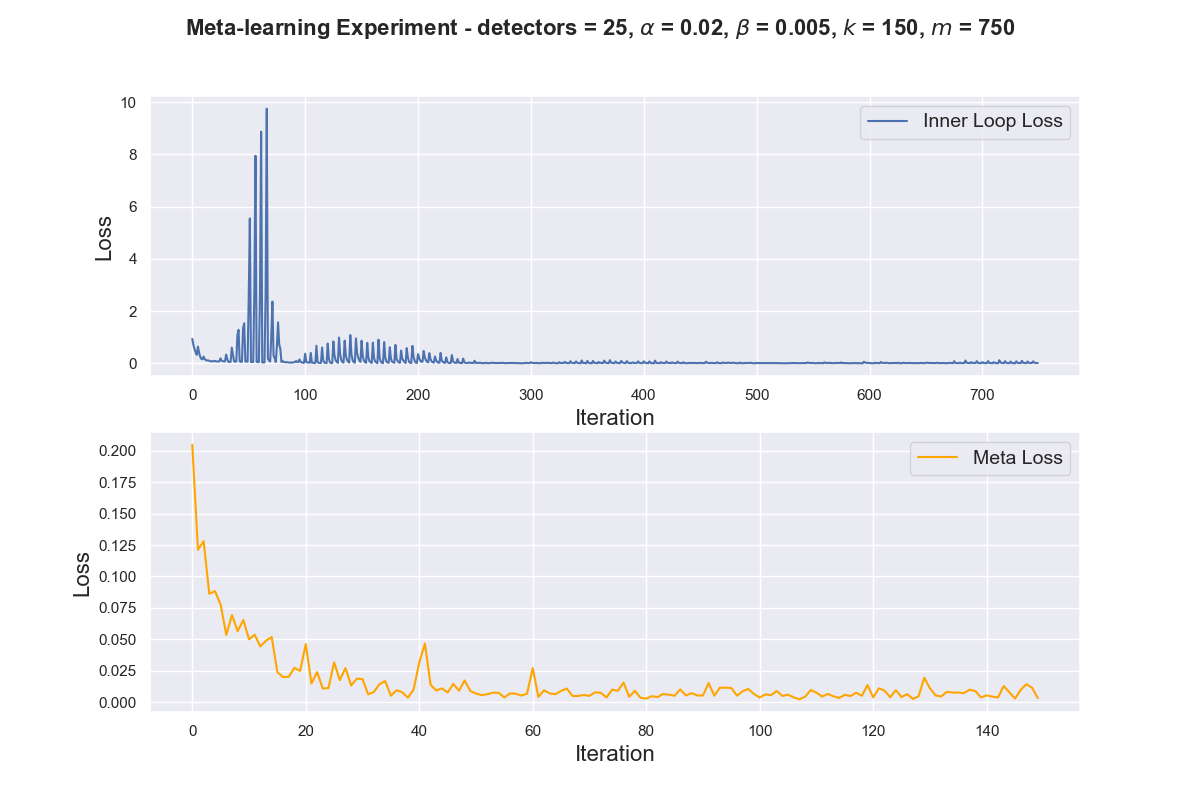 Meta-learning Experiment - detectors = 25, α = 0.02, β = 0.005, k = 150, m = 750
10
8
6
4
2
0
Loss
Inner Loop Loss
0 100 200 300 400 500 600 700
Iteration
0.200
0.175
0.150
0.125
0.100
0.075
0.050
0.025
0.000
Loss
Meta Loss
0 20 40 60 80 100 120 140
Iteration